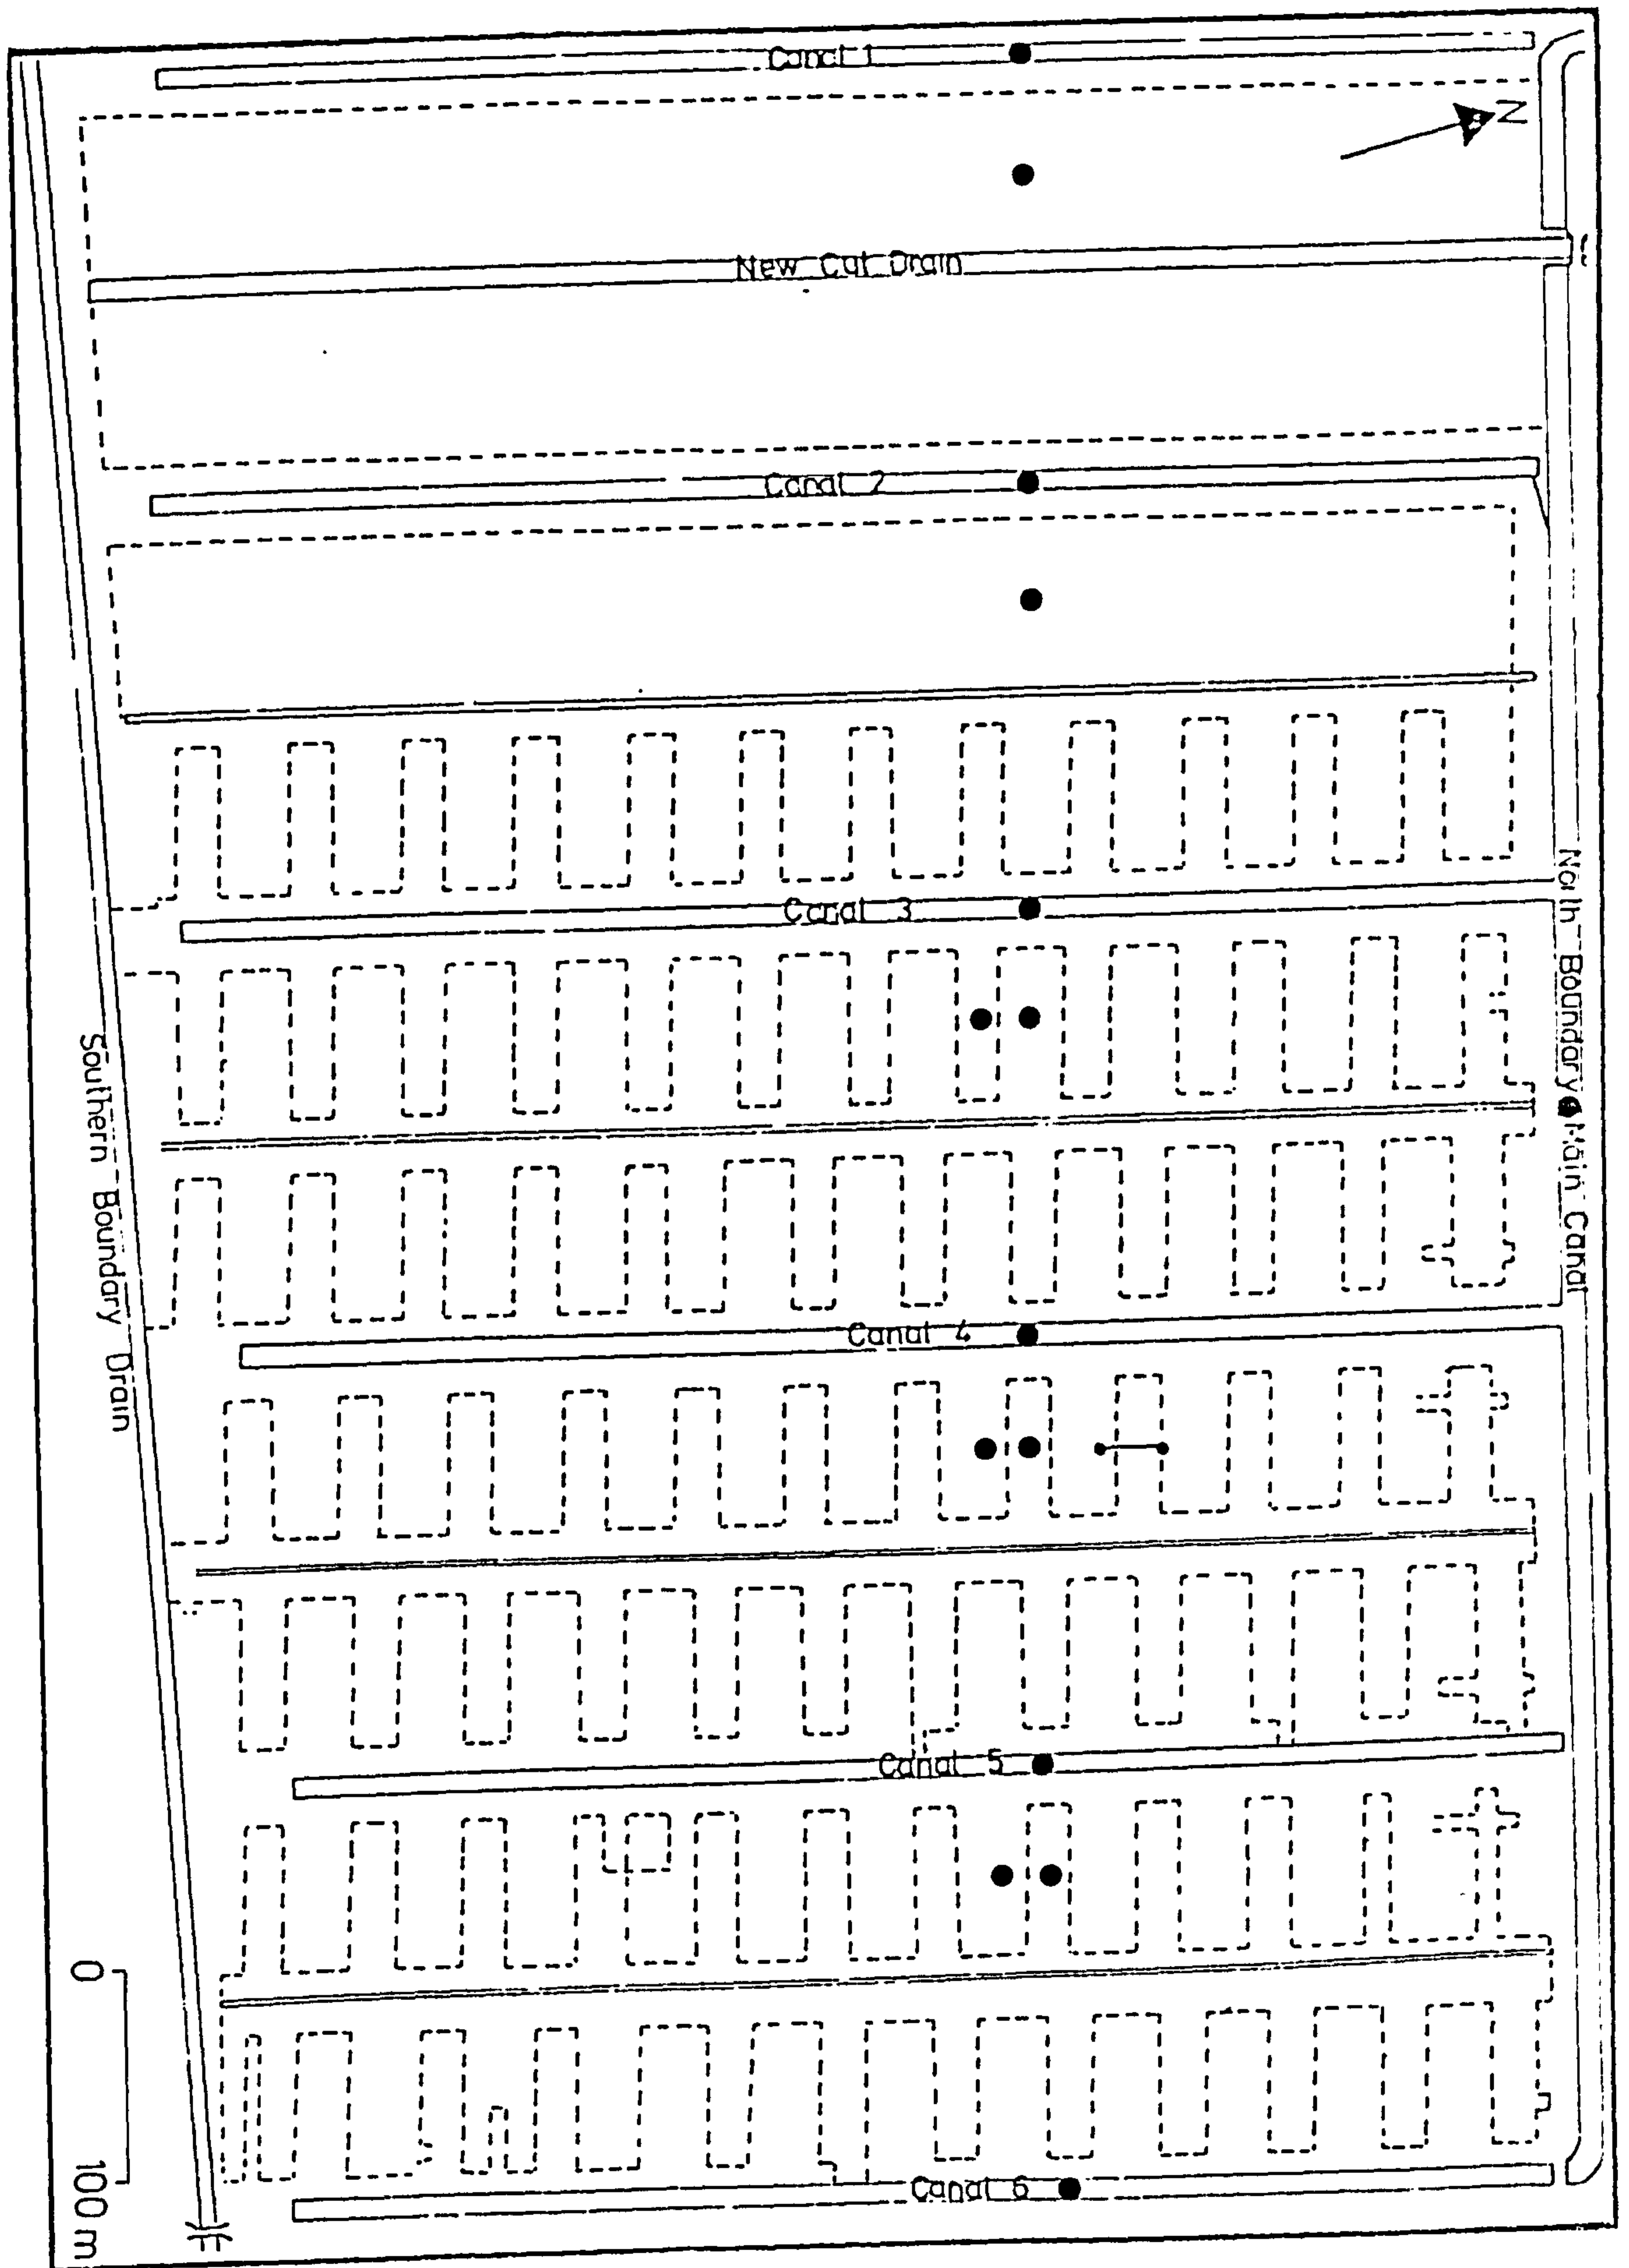 Canal 1
N
New Cut Drain
Canal 2
Canal 3
North Boundary Main Canal
Southern Boundary Drain
Canal 4
Canal 5
0
100 m
Canal 6